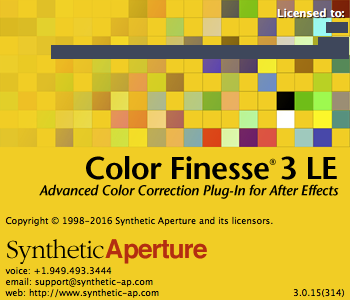 Licensed to:
Color Finesse® 3 LE
Advanced Color Correction Plug-In for After Effects
Copyright © 1998-2016 Synthetic Aperture and its licensors.
SyntheticAperture
voice: +1.949.493.3444
email: support@synthetic-ap.com
web: http://www.synthetic-ap.com 3.0.15(314)